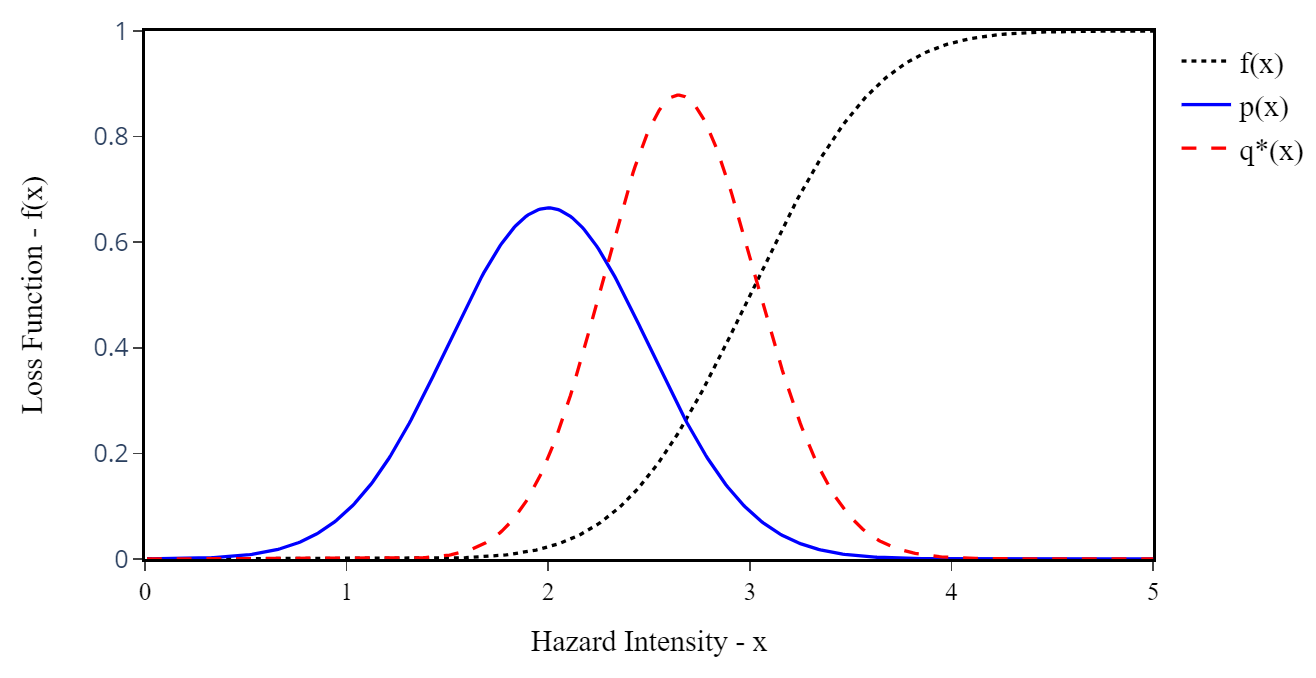 1
0.8
0.6
0.4
0.2
0
0 1 2 3 4 5
Loss Function - f(x)
Hazard Intensity - x
f(x)
p(x)
q*(x)